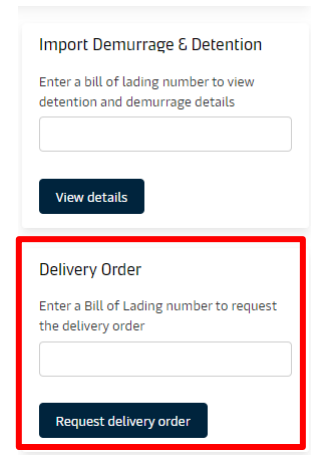 Import Demurrage & Detention
Enter a bill of lading number to view
detention and demurrage details
View details
Delivery Order
Enter a Bill of Lading number to request
the delivery order
Request delivery order